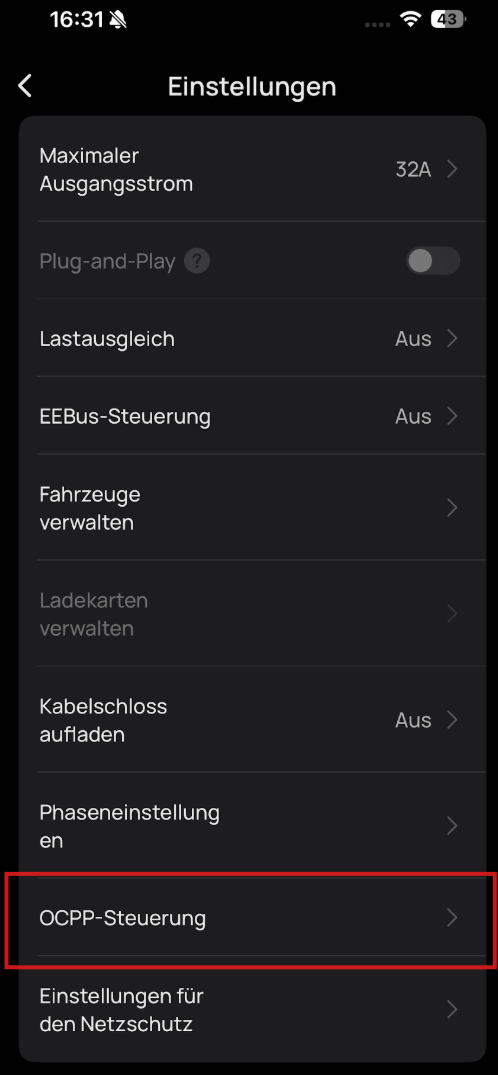 16:31
43
Einstellungen
Maximaler
Ausgangsstrom
32A
Plug-and-Play ?
Lastausgleich
Aus
EEBus-Steuerung
Aus
Fahrzeuge
verwalten
Ladekarten
verwalten
Kabelschloss
aufladen
Aus
Phaseneinstellung
en
OCPP-Steuerung
Einstellungen für
den Netzschutz